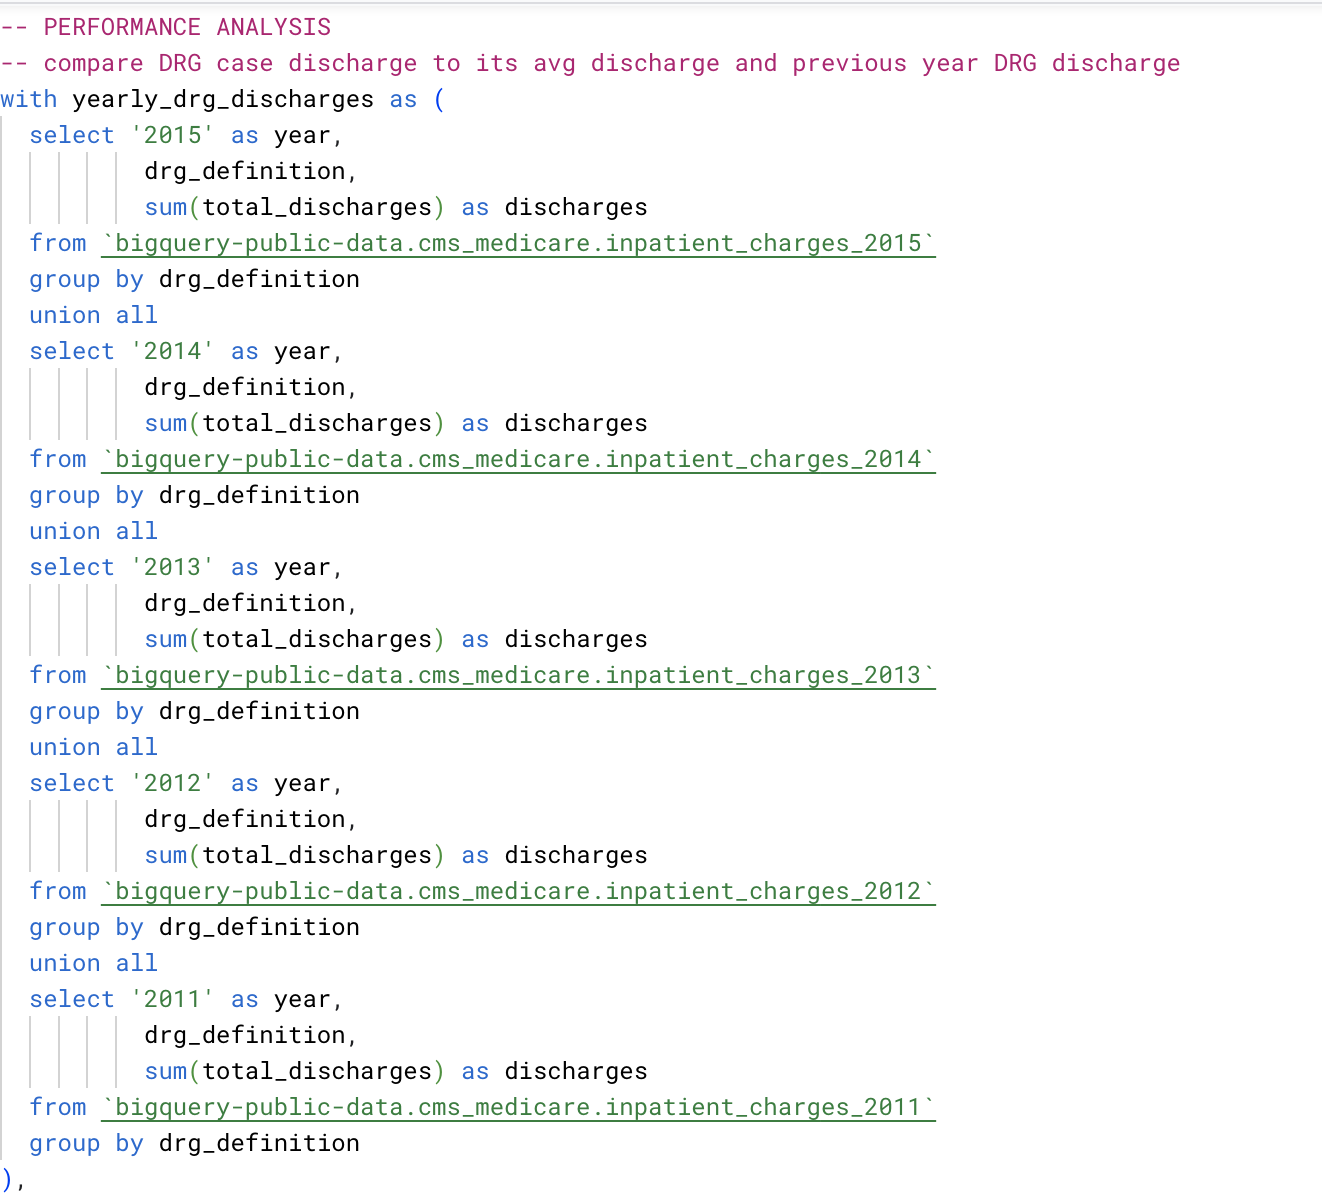 -- PERFORMANCE ANALYSIS
-- compare DRG case discharge to its avg discharge and previous year DRG discharge
with yearly_drg_discharges as (
  select '2015' as year,
          drg_definition,
          sum(total_discharges) as discharges
  from `bigquery-public-data.cms_medicare.inpatient_charges_2015`
  group by drg_definition
  union all
  select '2014' as year,
          drg_definition,
          sum(total_discharges) as discharges
  from `bigquery-public-data.cms_medicare.inpatient_charges_2014`
  group by drg_definition
  union all
  select '2013' as year,
          drg_definition,
          sum(total_discharges) as discharges
  from `bigquery-public-data.cms_medicare.inpatient_charges_2013`
  group by drg_definition
  union all
  select '2012' as year,
          drg_definition,
          sum(total_discharges) as discharges
  from `bigquery-public-data.cms_medicare.inpatient_charges_2012`
  group by drg_definition
  union all
  select '2011' as year,
          drg_definition,
          sum(total_discharges) as discharges
  from `bigquery-public-data.cms_medicare.inpatient_charges_2011`
  group by drg_definition
),